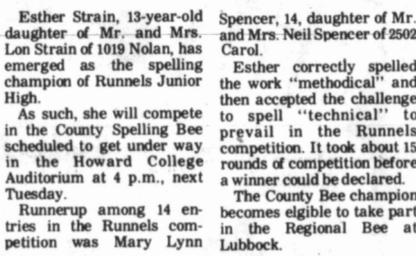 Esther Strain, 13-year-old
daughter of Mr. and Mrs.
Lon Strain of 1019 Nolan, has
emerged as the spelling
champion of Runnels Junior
High.
As such, she will compete
in the County Spelling Bee
scheduled to get under way
in the Howard College
Auditorium at 4 p.m., next
Tuesday.
Runnerup among 14 en-
tries in the Runnels com-
petition was Mary Lynn
Spencer, 14, daughter of Mr.
and Mrs. Neil Spencer of 2502
Carol.
Esther correctly spelled
the work "methodical" and
then accepted the challenge
to spell "technical" to
prevail in the Runnels
competition. It took about 15
rounds of competition before
a winner could be declared.
The County Bee champion
becomes elgible to take part
in the Regional Bee at
Lubbock.